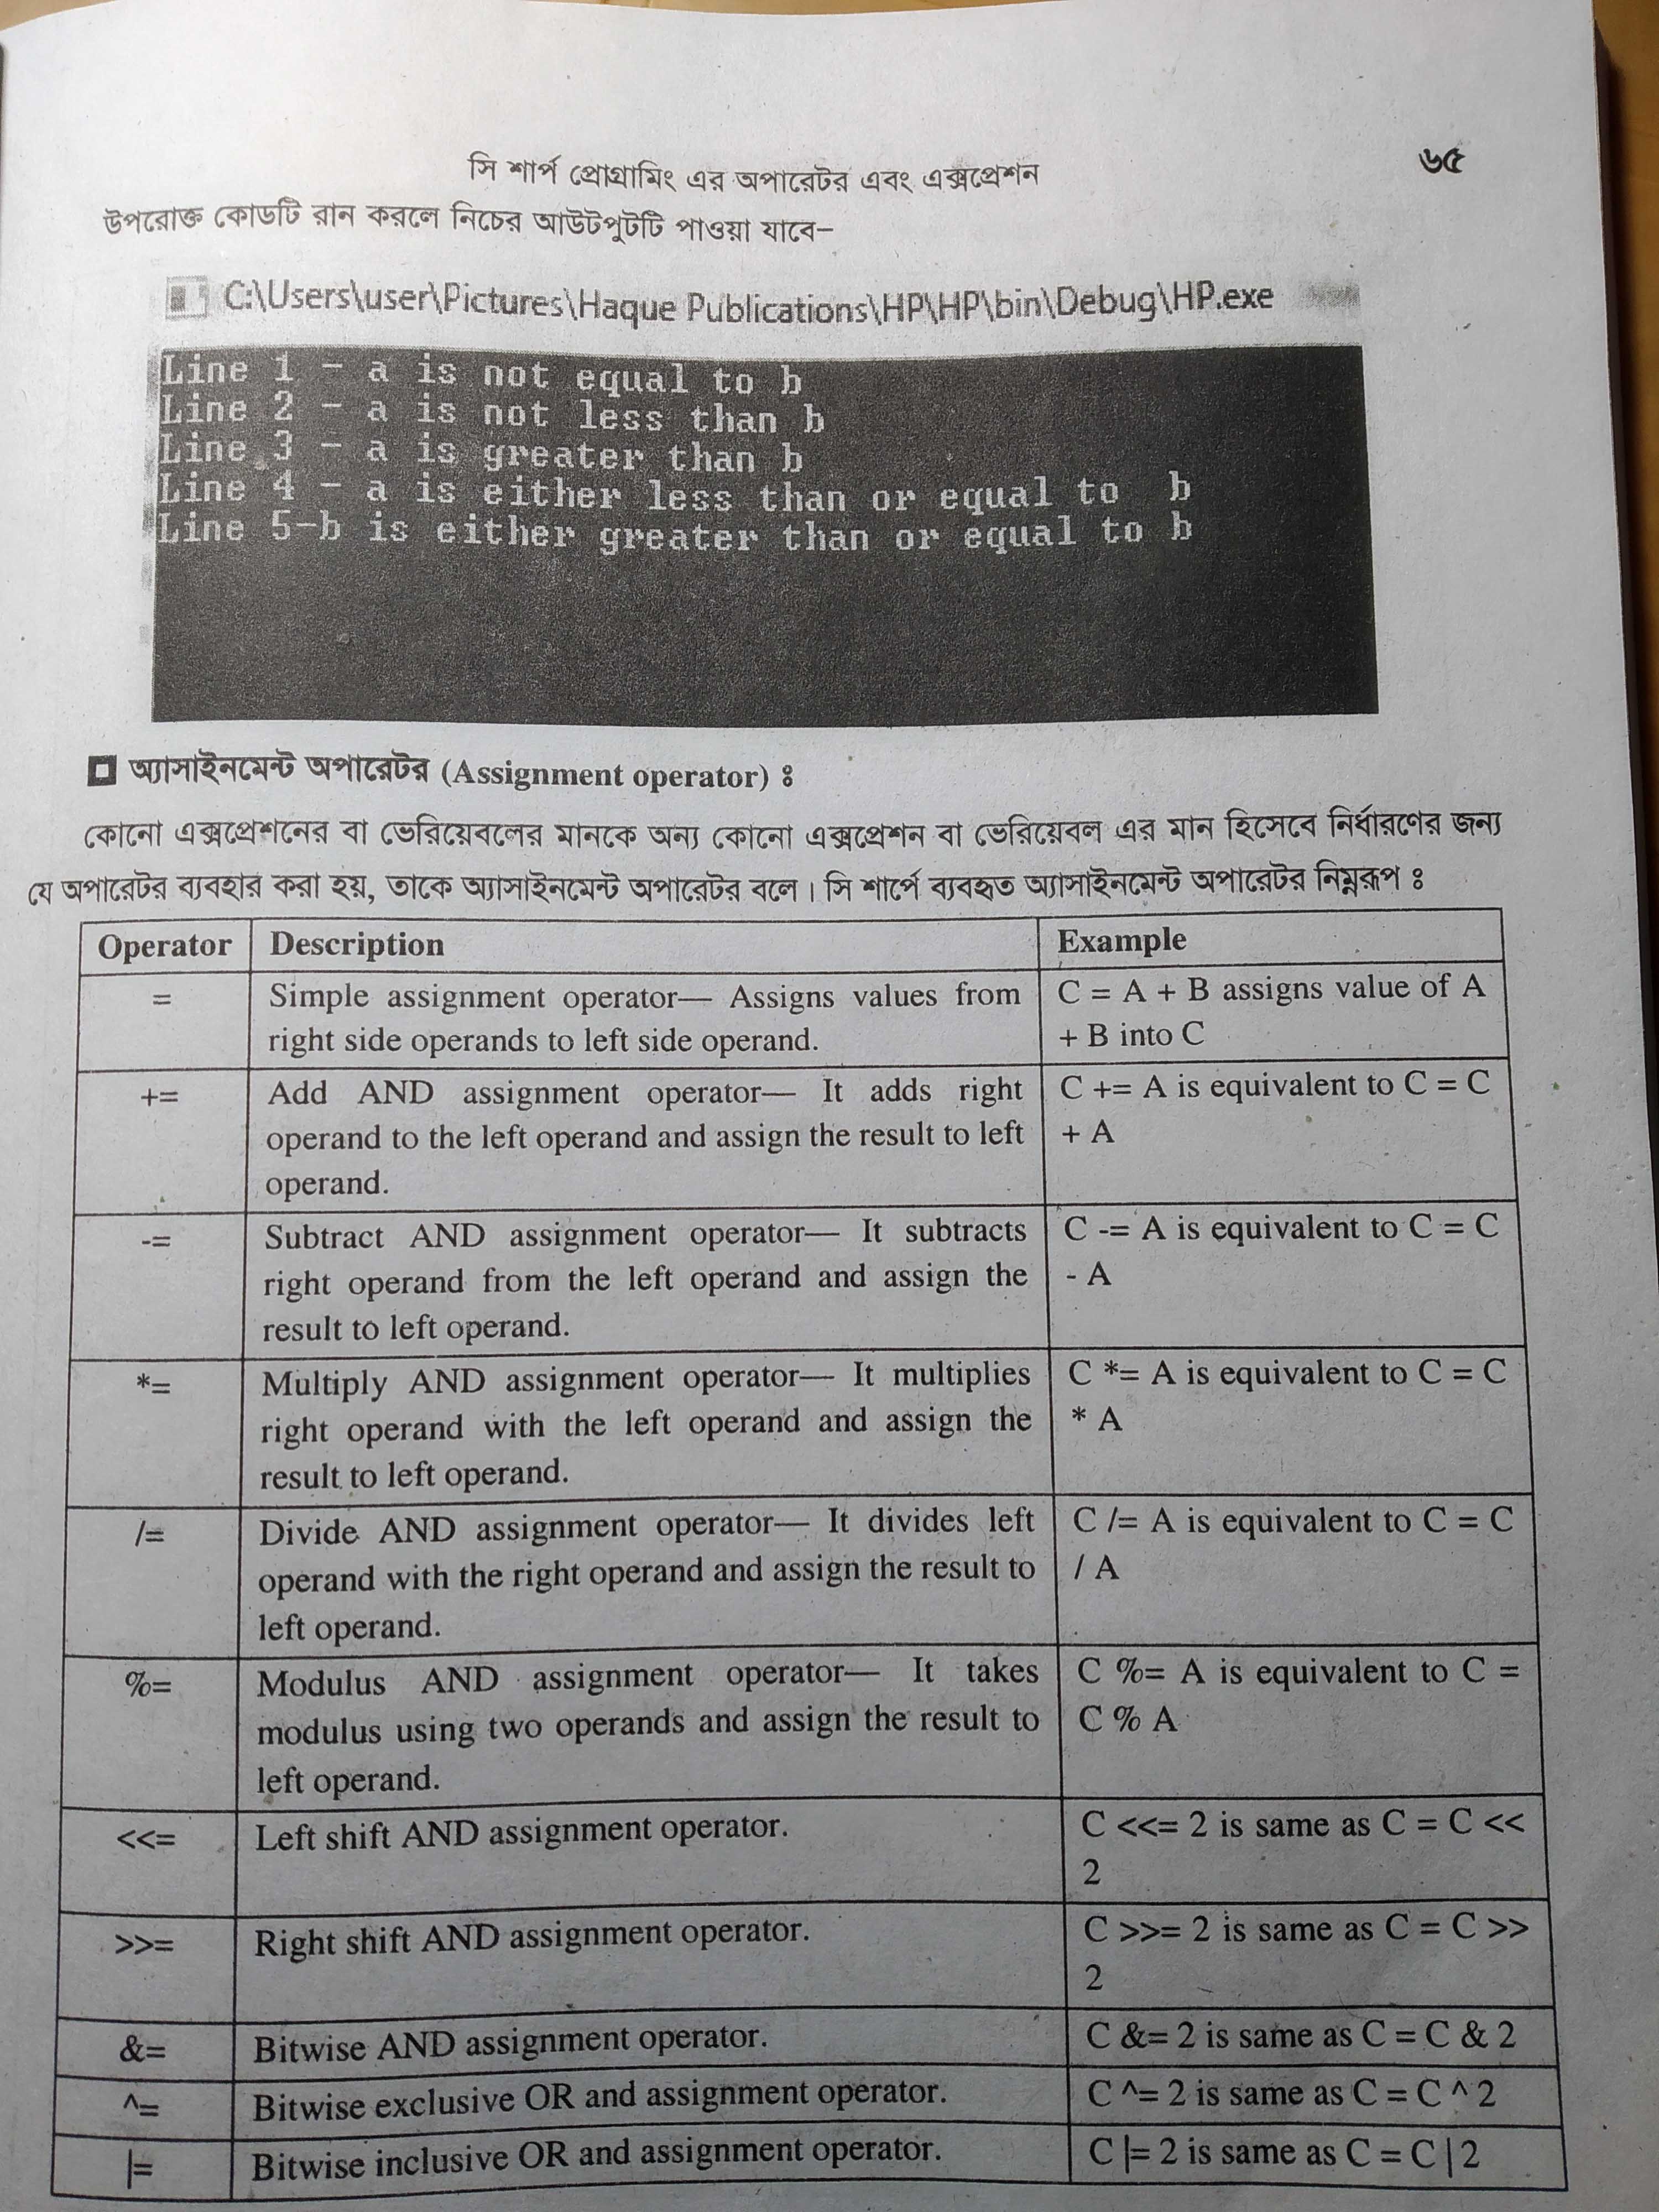 সি শার্প প্রোগ্রামিং এর অপারেটর এবং এক্সপ্রেশন
৬৫
উপরোক্ত কোডটি রান করলে নিচের আউটপুটটি পাওয়া যাবে–
C:\Users\user\Pictures\Haque Publications\HP\HP\bin\Debug\HP.exe
Line 1 - a is not equal to b
Line 2 - a is not less than b
Line 3 - a is greater than b
Line 4 - a is either less than or equal to  b
Line 5-b is either greater than or equal to b
অ্যাসাইনমেন্ট অপারেটর (Assignment operator) ঃ
কোনো এক্সপ্রেশনের বা ভেরিয়েবলের মানকে অন্য কোনো এক্সপ্রেশন বা ভেরিয়েবল এর মান হিসেবে নির্ধারণের জন্য
যে অপারেটর ব্যবহার করা হয়, তাকে অ্যাসাইনমেন্ট অপারেটর বলে। সি শার্পে ব্যবহৃত অ্যাসাইনমেন্ট অপারেটর নিম্নরূপ ঃ
Operator Description Example
= Simple assignment operator— Assigns values from C = A + B assigns value of A
right side operands to left side operand. + B into C
+= Add AND assignment operator— It adds right C += A is equivalent to C = C
operand to the left operand and assign the result to left + A
operand.
-= Subtract AND assignment operator— It subtracts C -= A is equivalent to C = C
right operand from the left operand and assign the - A
result to left operand.
*= Multiply AND assignment operator— It multiplies C *= A is equivalent to C = C
right operand with the left operand and assign the * A
result to left operand.
/= Divide AND assignment operator— It divides left C /= A is equivalent to C = C
operand with the right operand and assign the result to / A
left operand.
%= Modulus AND assignment operator— It takes C %= A is equivalent to C =
modulus using two operands and assign the result to C % A
left operand.
<<= Left shift AND assignment operator. C <<= 2 is same as C = C <<
2
>>= Right shift AND assignment operator. C >>= 2 is same as C = C >>
2
&= Bitwise AND assignment operator. C &= 2 is same as C = C & 2
^= Bitwise exclusive OR and assignment operator. C ^= 2 is same as C = C ^ 2
|= Bitwise inclusive OR and assignment operator. C |= 2 is same as C = C | 2